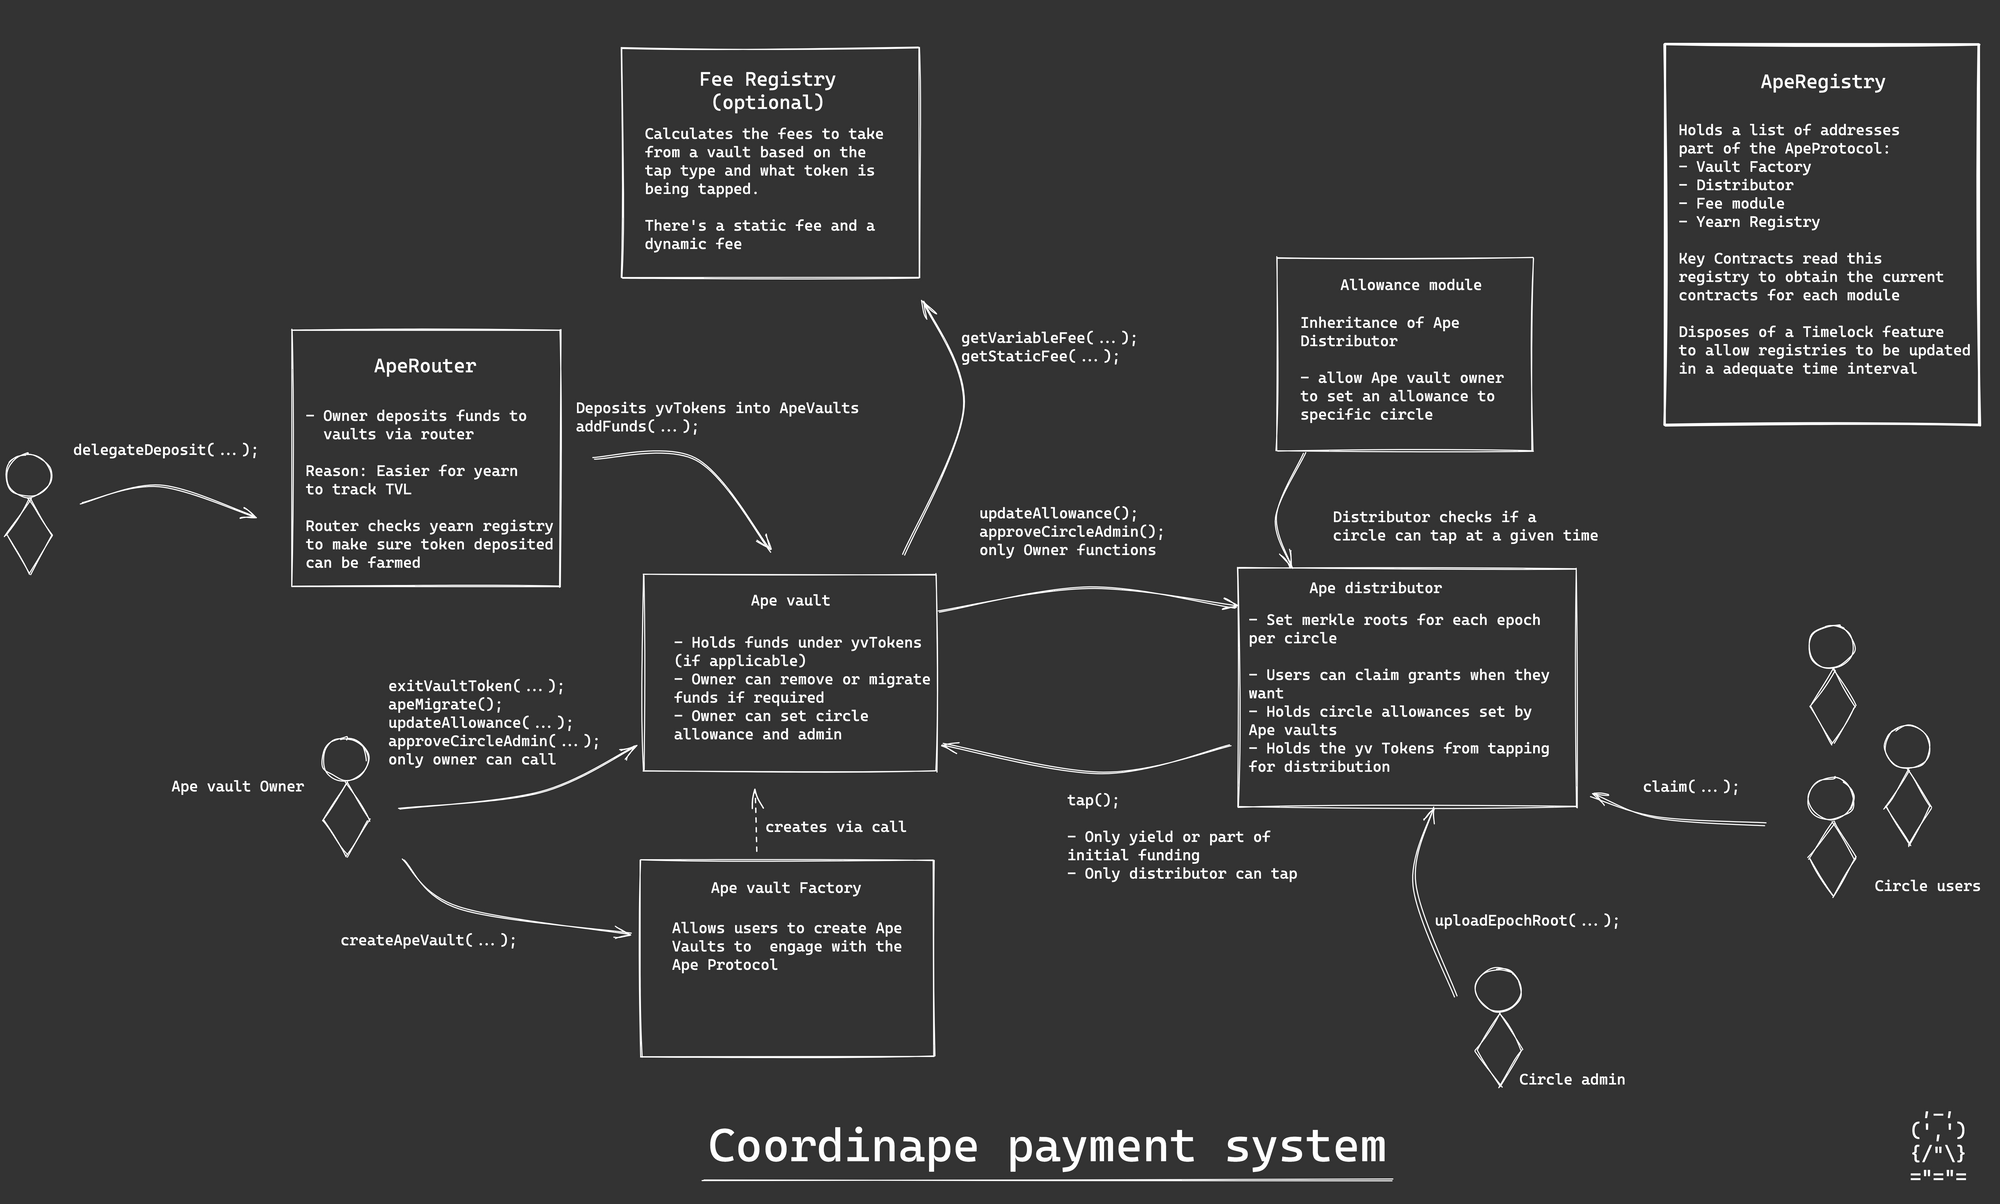 Fee Registry
(optional)
Calculates the fees to take
from a vault based on the
tap type and what token is
being tapped.
There's a static fee and a
dynamic fee
ApeRegistry
Holds a list of addresses
part of the ApeProtocol:
- Vault Factory
- Distributor
- Fee module
- Yearn Registry
Key Contracts read this
registry to obtain the current
contracts for each module
Disposes of a Timelock feature
to allow registries to be updated
in a adequate time interval
Allowance module
Inheritance of Ape
Distributor
- allow Ape vault owner
to set an allowance to
specific circle
getVariableFee(...);
getStaticFee(...);
ApeRouter
- Owner deposits funds to
vaults via router
Reason: Easier for yearn
to track TVL
Router checks yearn registry
to make sure token deposited
can be farmed
delegateDeposit(...);
Deposits yvTokens into ApeVaults
addFunds(...);
updateAllowance();
approveCircleAdmin();
only Owner functions
Distributor checks if a
circle can tap at a given time
Ape vault
- Holds funds under yvTokens
(if applicable)
- Owner can remove or migrate
funds if required
- Owner can set circle
allowance and admin
Ape distributor
- Set merkle roots for each epoch
per circle
- Users can claim grants when they
want
- Holds circle allowances set by
Ape vaults
- Holds the yv Tokens from tapping
for distribution
exitVaultToken(...);
apeMigrate();
updateAllowance(...);
approveCircleAdmin(...);
only owner can call
Ape vault Owner
creates via call
tap();
- Only yield or part of
initial funding
- Only distributor can tap
claim(...);
Circle users
Ape vault Factory
Allows users to create Ape
Vaults to  engage with the
Ape Protocol
createApeVault(...);
uploadEpochRoot(...);
Circle admin
Coordinape payment system
,-,
(',')
{/"\}
="="=